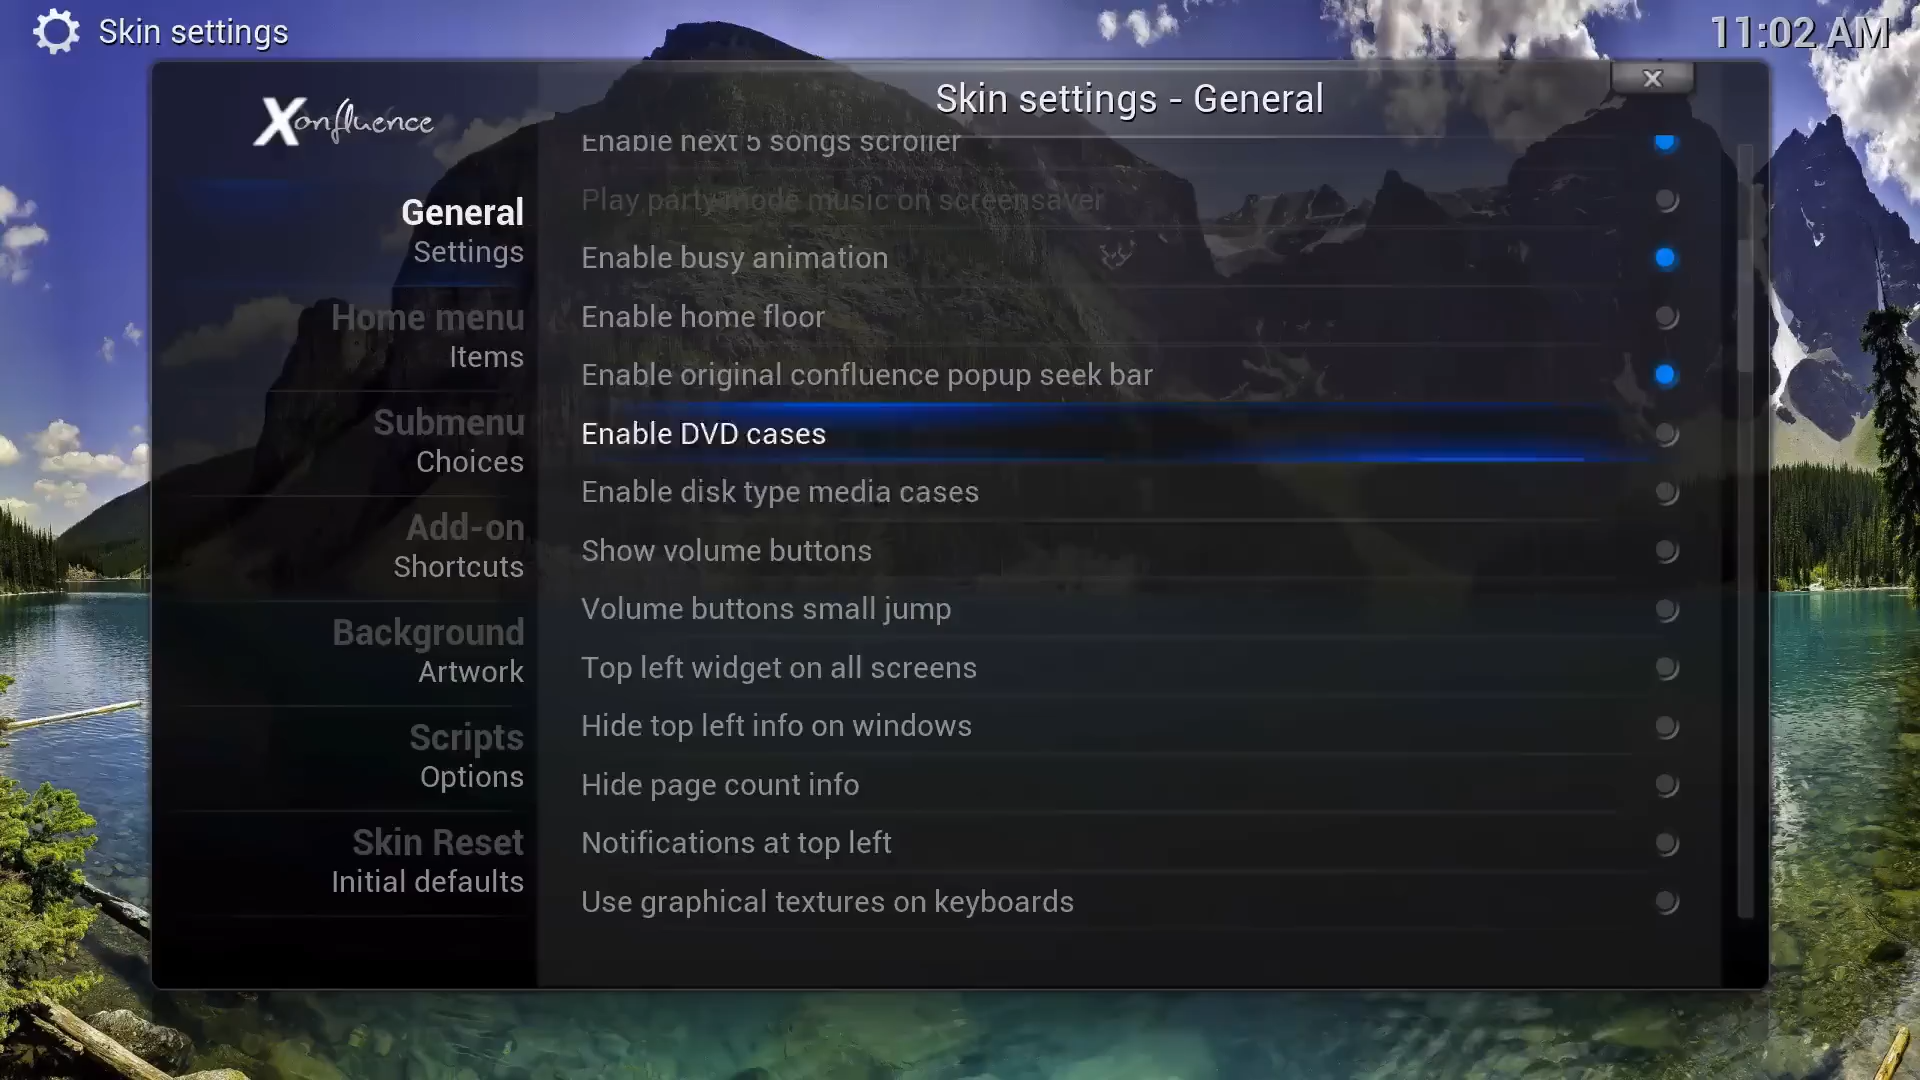 Skin settings
11:02 AM
Xonfluence
Skin settings - General
X
General
Settings
Home menu
Items
Submenu
Choices
Add-on
Shortcuts
Background
Artwork
Scripts
Options
Skin Reset
Initial defaults
Enable next 5 songs scroller
Play partymode music on screensaver
Enable busy animation
Enable home floor
Enable original confluence popup seek bar
Enable DVD cases
Enable disk type media cases
Show volume buttons
Volume buttons small jump
Top left widget on all screens
Hide top left info on windows
Hide page count info
Notifications at top left
Use graphical textures on keyboards